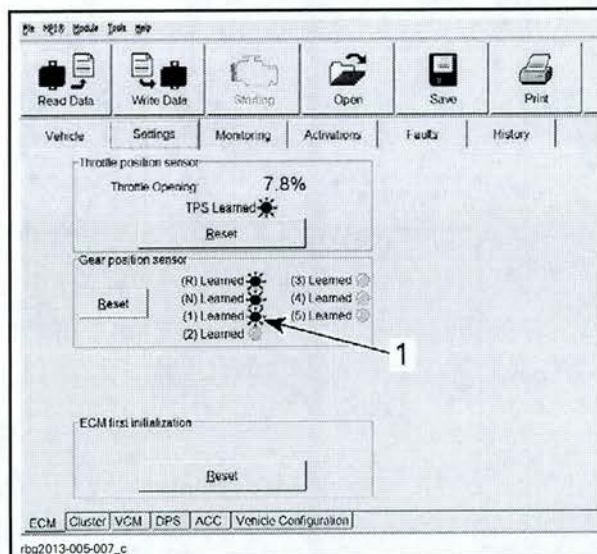 File MPI8 Module Tools Help
Read Data Write Data Starting Open Save Print
Vehicle Settings Monitoring Activations Faults History
Throttle position sensor
Throttle Opening: 7.8%
TPS Learned
Reset
Gear position sensor
Reset
(R) Learned (3) Learned
(N) Learned (4) Learned
(1) Learned (5) Learned
(2) Learned
1
ECM first initialization
Reset
ECM Cluster VCM DPS ACC Vehicle Configuration
rbg2013-005-007_c